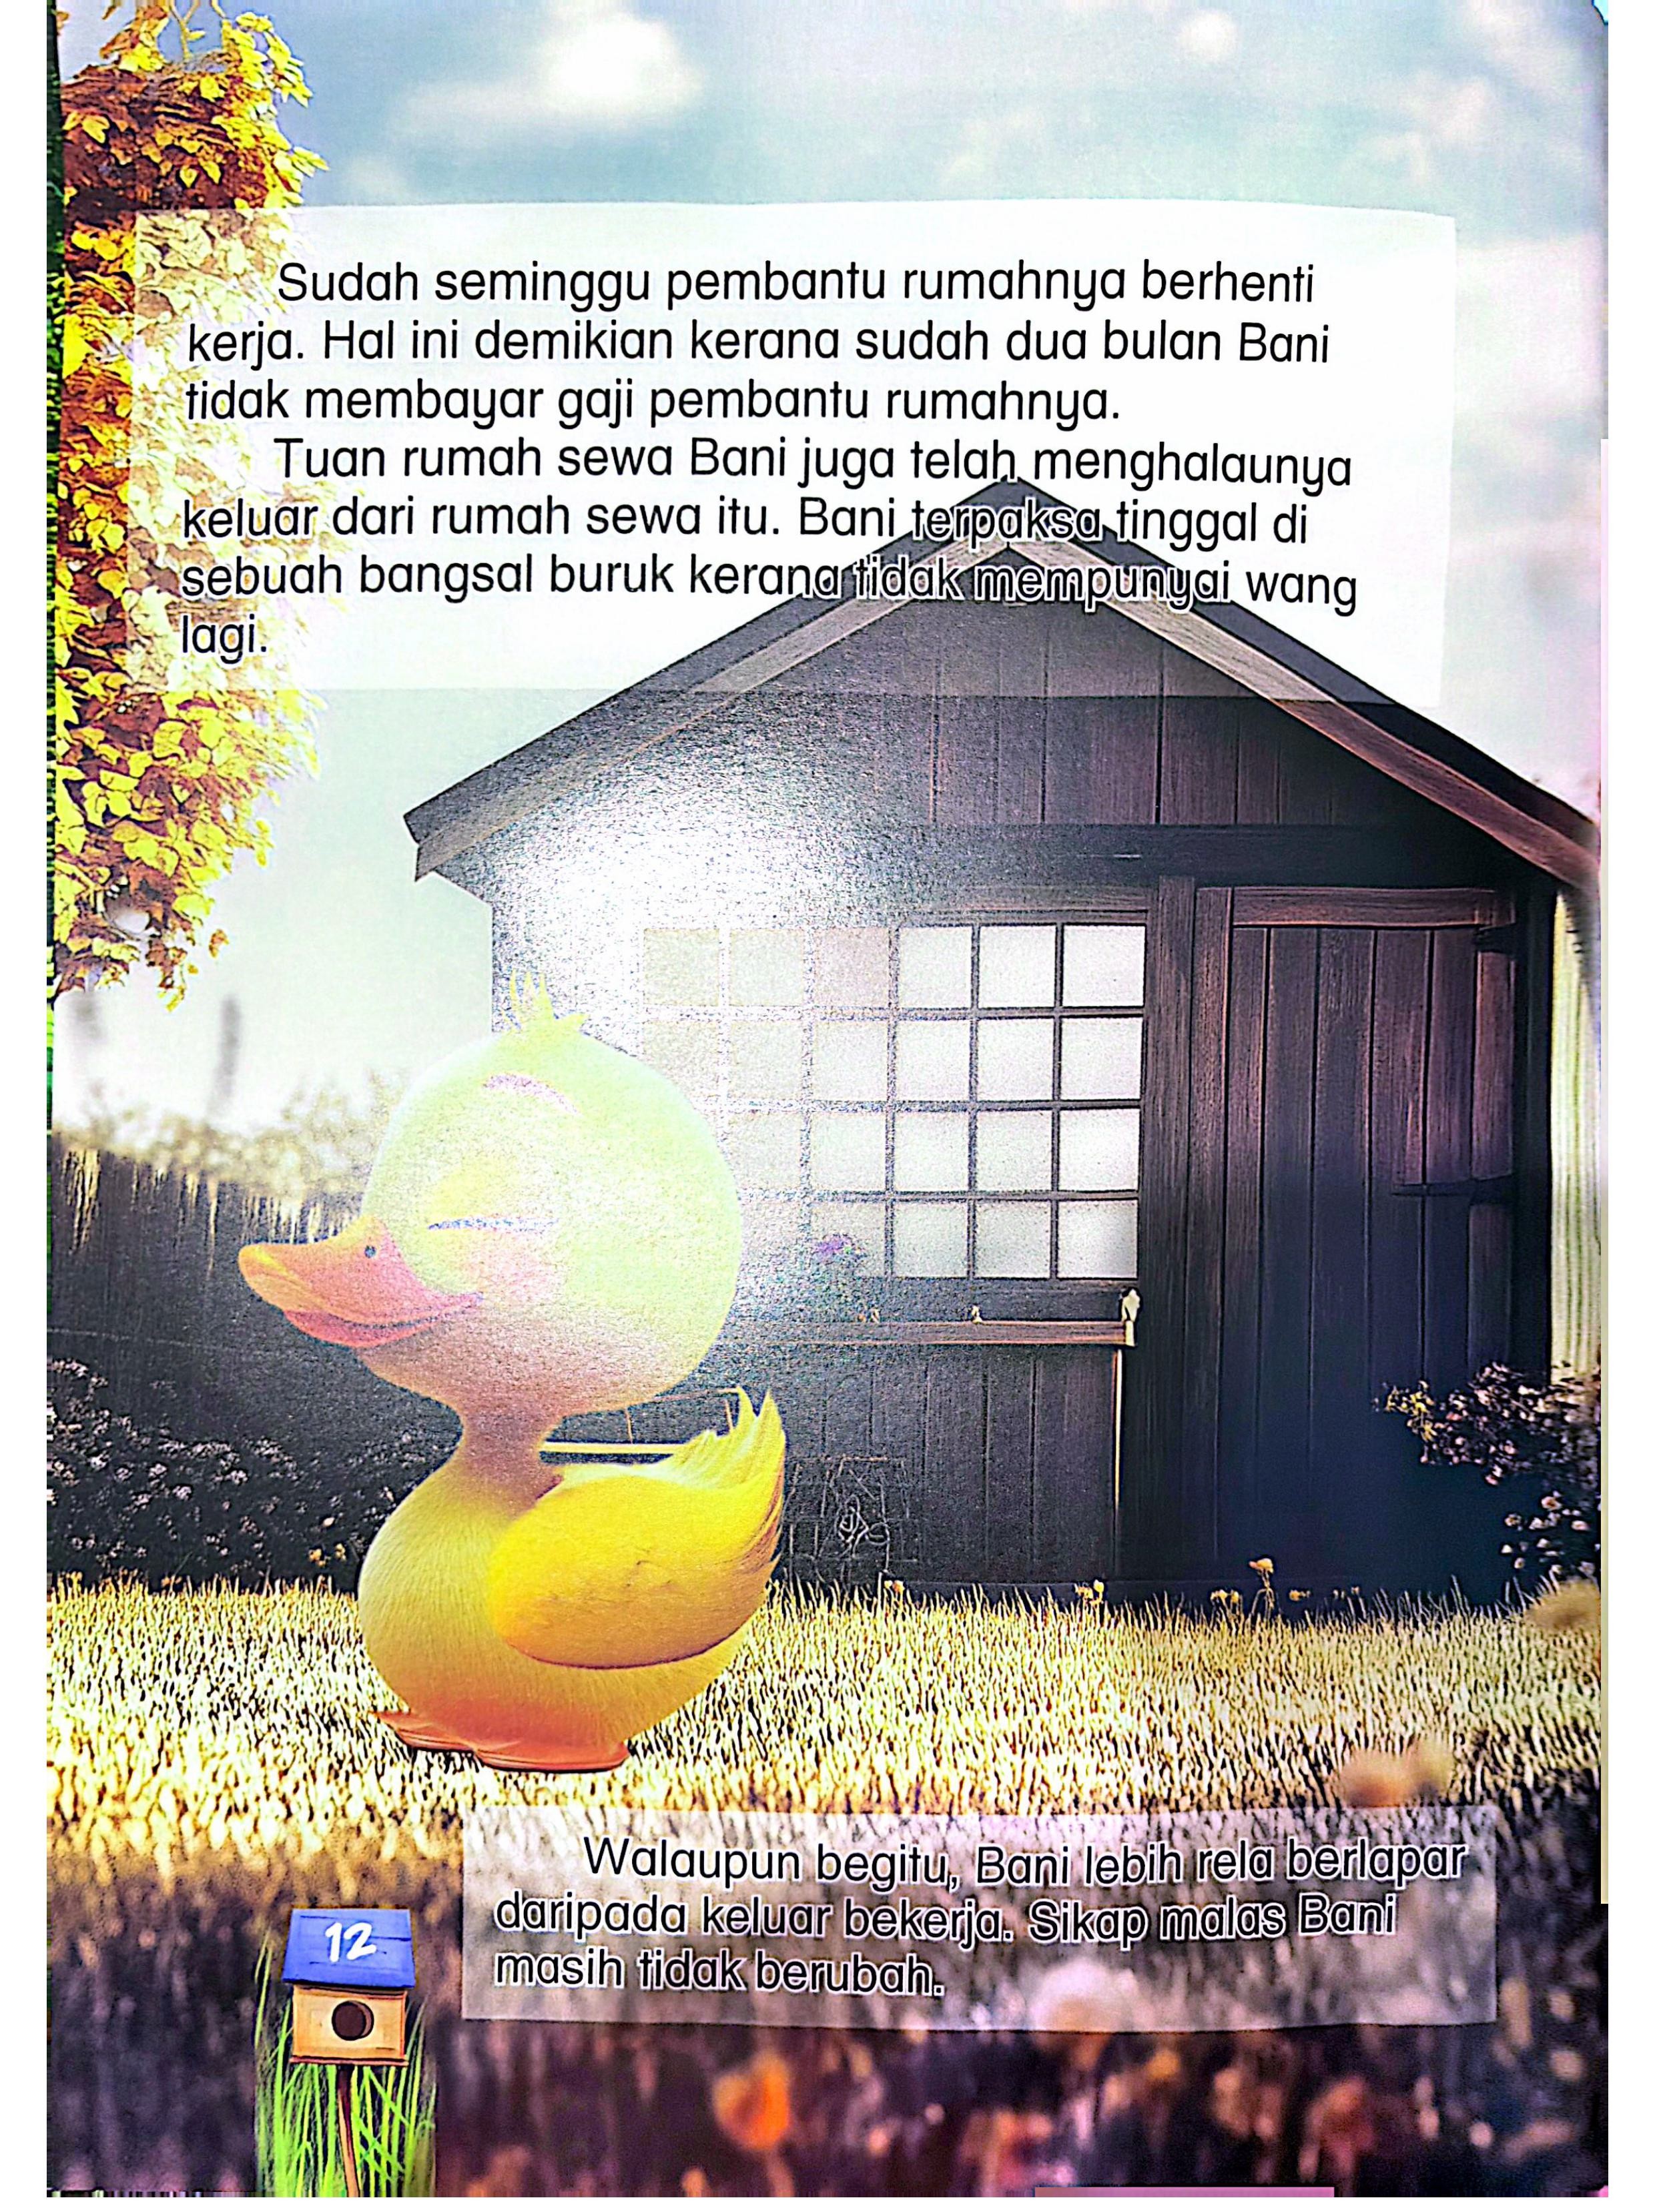 Sudah seminggu pembantu rumahnya berhenti
kerja. Hal ini demikian kerana sudah dua bulan Bani
tidak membayar gaji pembantu rumahnya.
Tuan rumah sewa Bani juga telah menghalaunya
keluar dari rumah sewa itu. Bani terpaksa tinggal di
sebuah bangsal buruk kerana tidak mempunyai wang
lagi.
Walaupun begitu, Bani lebih rela berlapar
daripada keluar bekerja. Sikap malas Bani
masih tidak berubah.
12